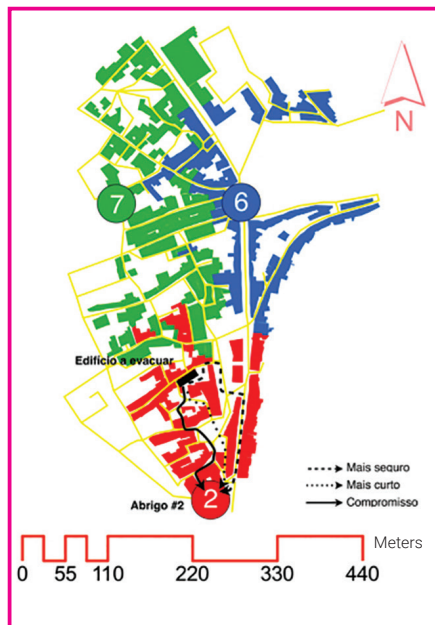 N
7
6
Edifício a evacuar
2
Abrigo #2
Mais seguro
Mais curto
Compromisso
Meters
0 55 110 220 330 440